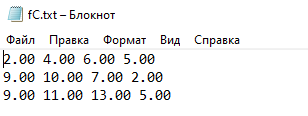 fC.txt – Блокнот
Файл Правка Формат Вид Справка
2.00 4.00 6.00 5.00
9.00 10.00 7.00 2.00
9.00 11.00 13.00 5.00